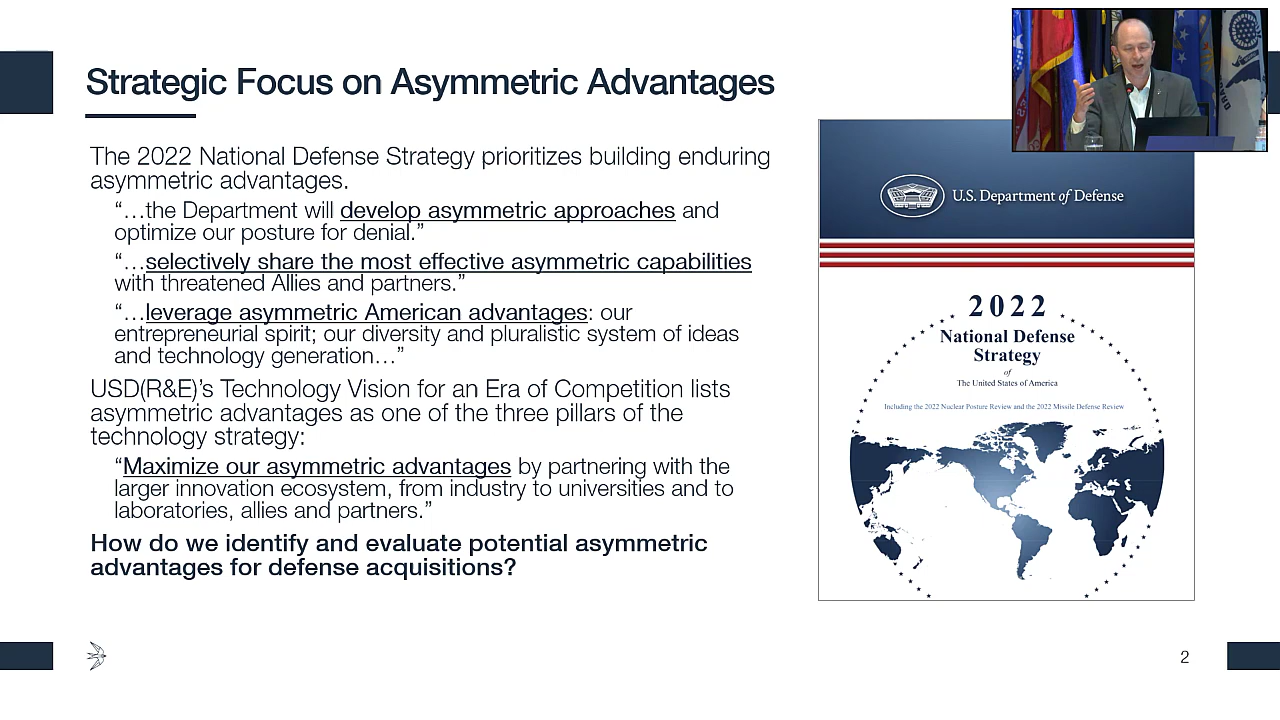 Strategic Focus on Asymmetric Advantages
The 2022 National Defense Strategy prioritizes building enduring
asymmetric advantages.
“…the Department will develop asymmetric approaches and
optimize our posture for denial.”
“…selectively share the most effective asymmetric capabilities
with threatened Allies and partners.”
“…leverage asymmetric American advantages: our
entrepreneurial spirit; our diversity and pluralistic system of ideas
and technology generation…”
USD(R&E)’s Technology Vision for an Era of Competition lists
asymmetric advantages as one of the three pillars of the
technology strategy:
“Maximize our asymmetric advantages by partnering with the
larger innovation ecosystem, from industry to universities and to
laboratories, allies and partners.”
How do we identify and evaluate potential asymmetric
advantages for defense acquisitions?
U.S. Department of Defense
2022
National Defense
Strategy
of
The United States of America
Including the 2022 Nuclear Posture Review and the 2022 Missile Defense Review
2